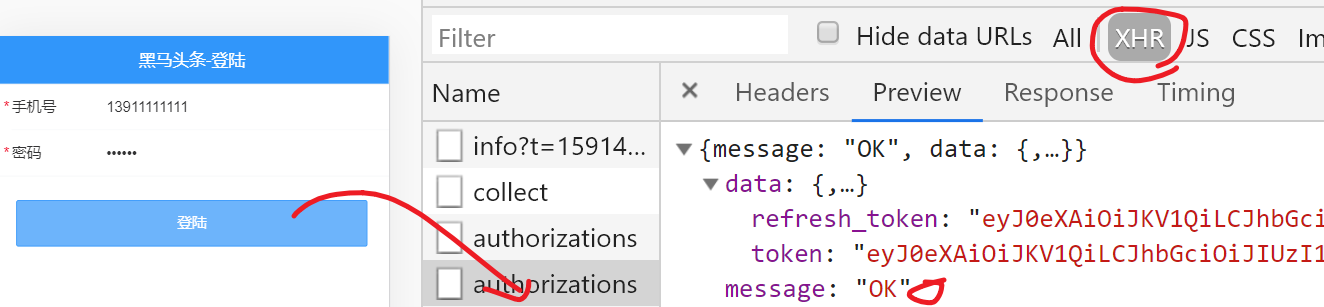 黑马头条-登陆
*手机号 13911111111
*密码 ••••••
登陆
Filter
Hide data URLs All XHR JS CSS Im
Name
× Headers Preview Response Timing
info?t=15914...
collect
authorizations
authorizations
▼{message: "OK", data: {,…}}
▼data: {,…}
refresh_token: "eyJ0eXAiOiJKV1QiLCJhbGci
token: "eyJ0eXAiOiJKV1QiLCJhbGciOiJIUzI1
message: "OK"